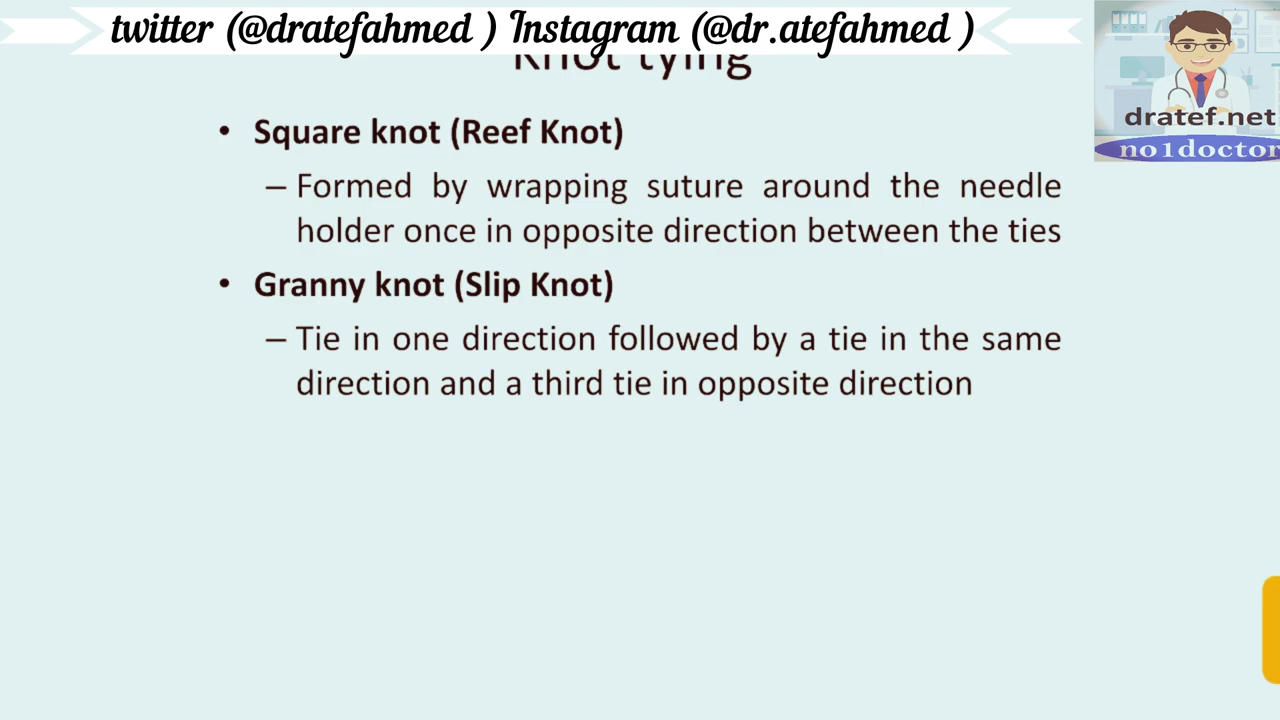 twitter (@dratefahmed ) Instagram (@dr.atefahmed )
Knot tying
dratef.net
no1doctor
• Square knot (Reef Knot)
– Formed by wrapping suture around the needle
holder once in opposite direction between the ties
• Granny knot (Slip Knot)
– Tie in one direction followed by a tie in the same
direction and a third tie in opposite direction